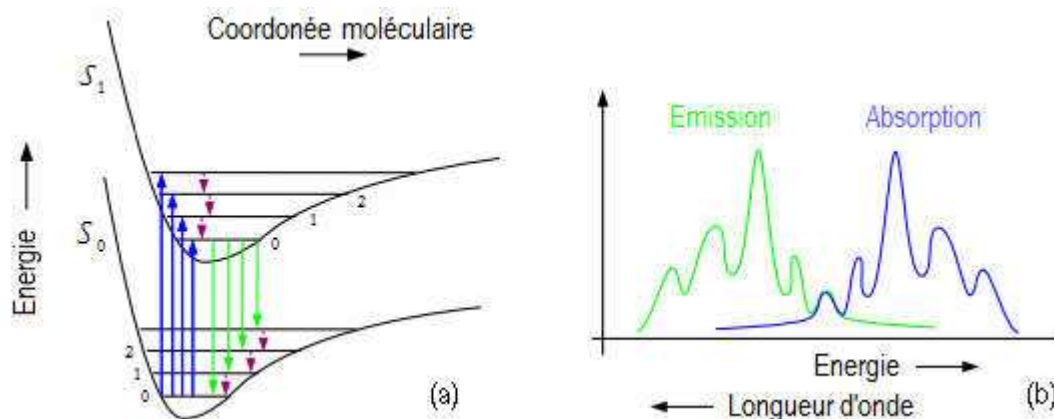 Coordonée moléculaire
S₁
S₀
Energie
2
1
0
2
1
0
(a)
Emission
Absorption
Energie
Longueur d'onde
(b)